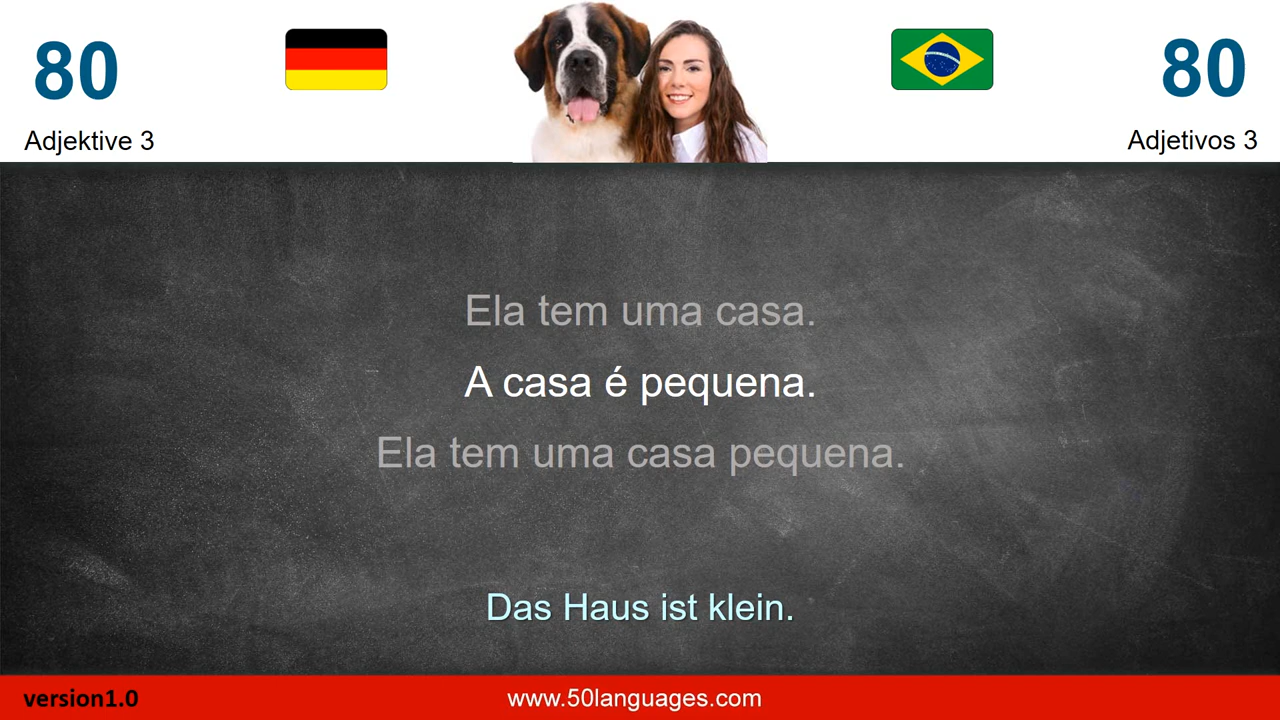 80
Adjektive 3
80
Adjetivos 3
Ela tem uma casa.
A casa é pequena.
Ela tem uma casa pequena.
Das Haus ist klein.
version1.0
www.50languages.com